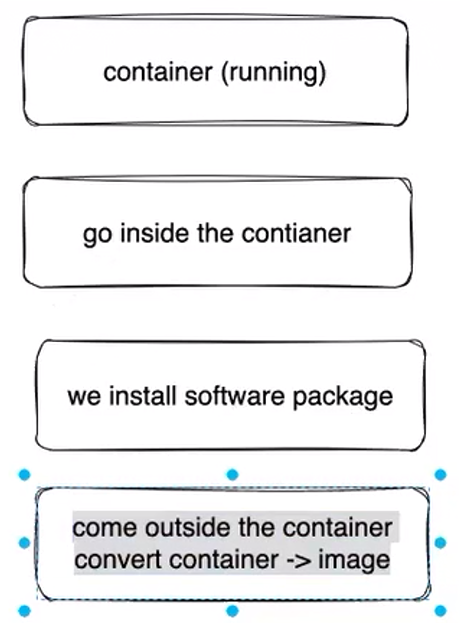 container (running)
go inside the contianer
we install software package
come outside the container
convert container -> image